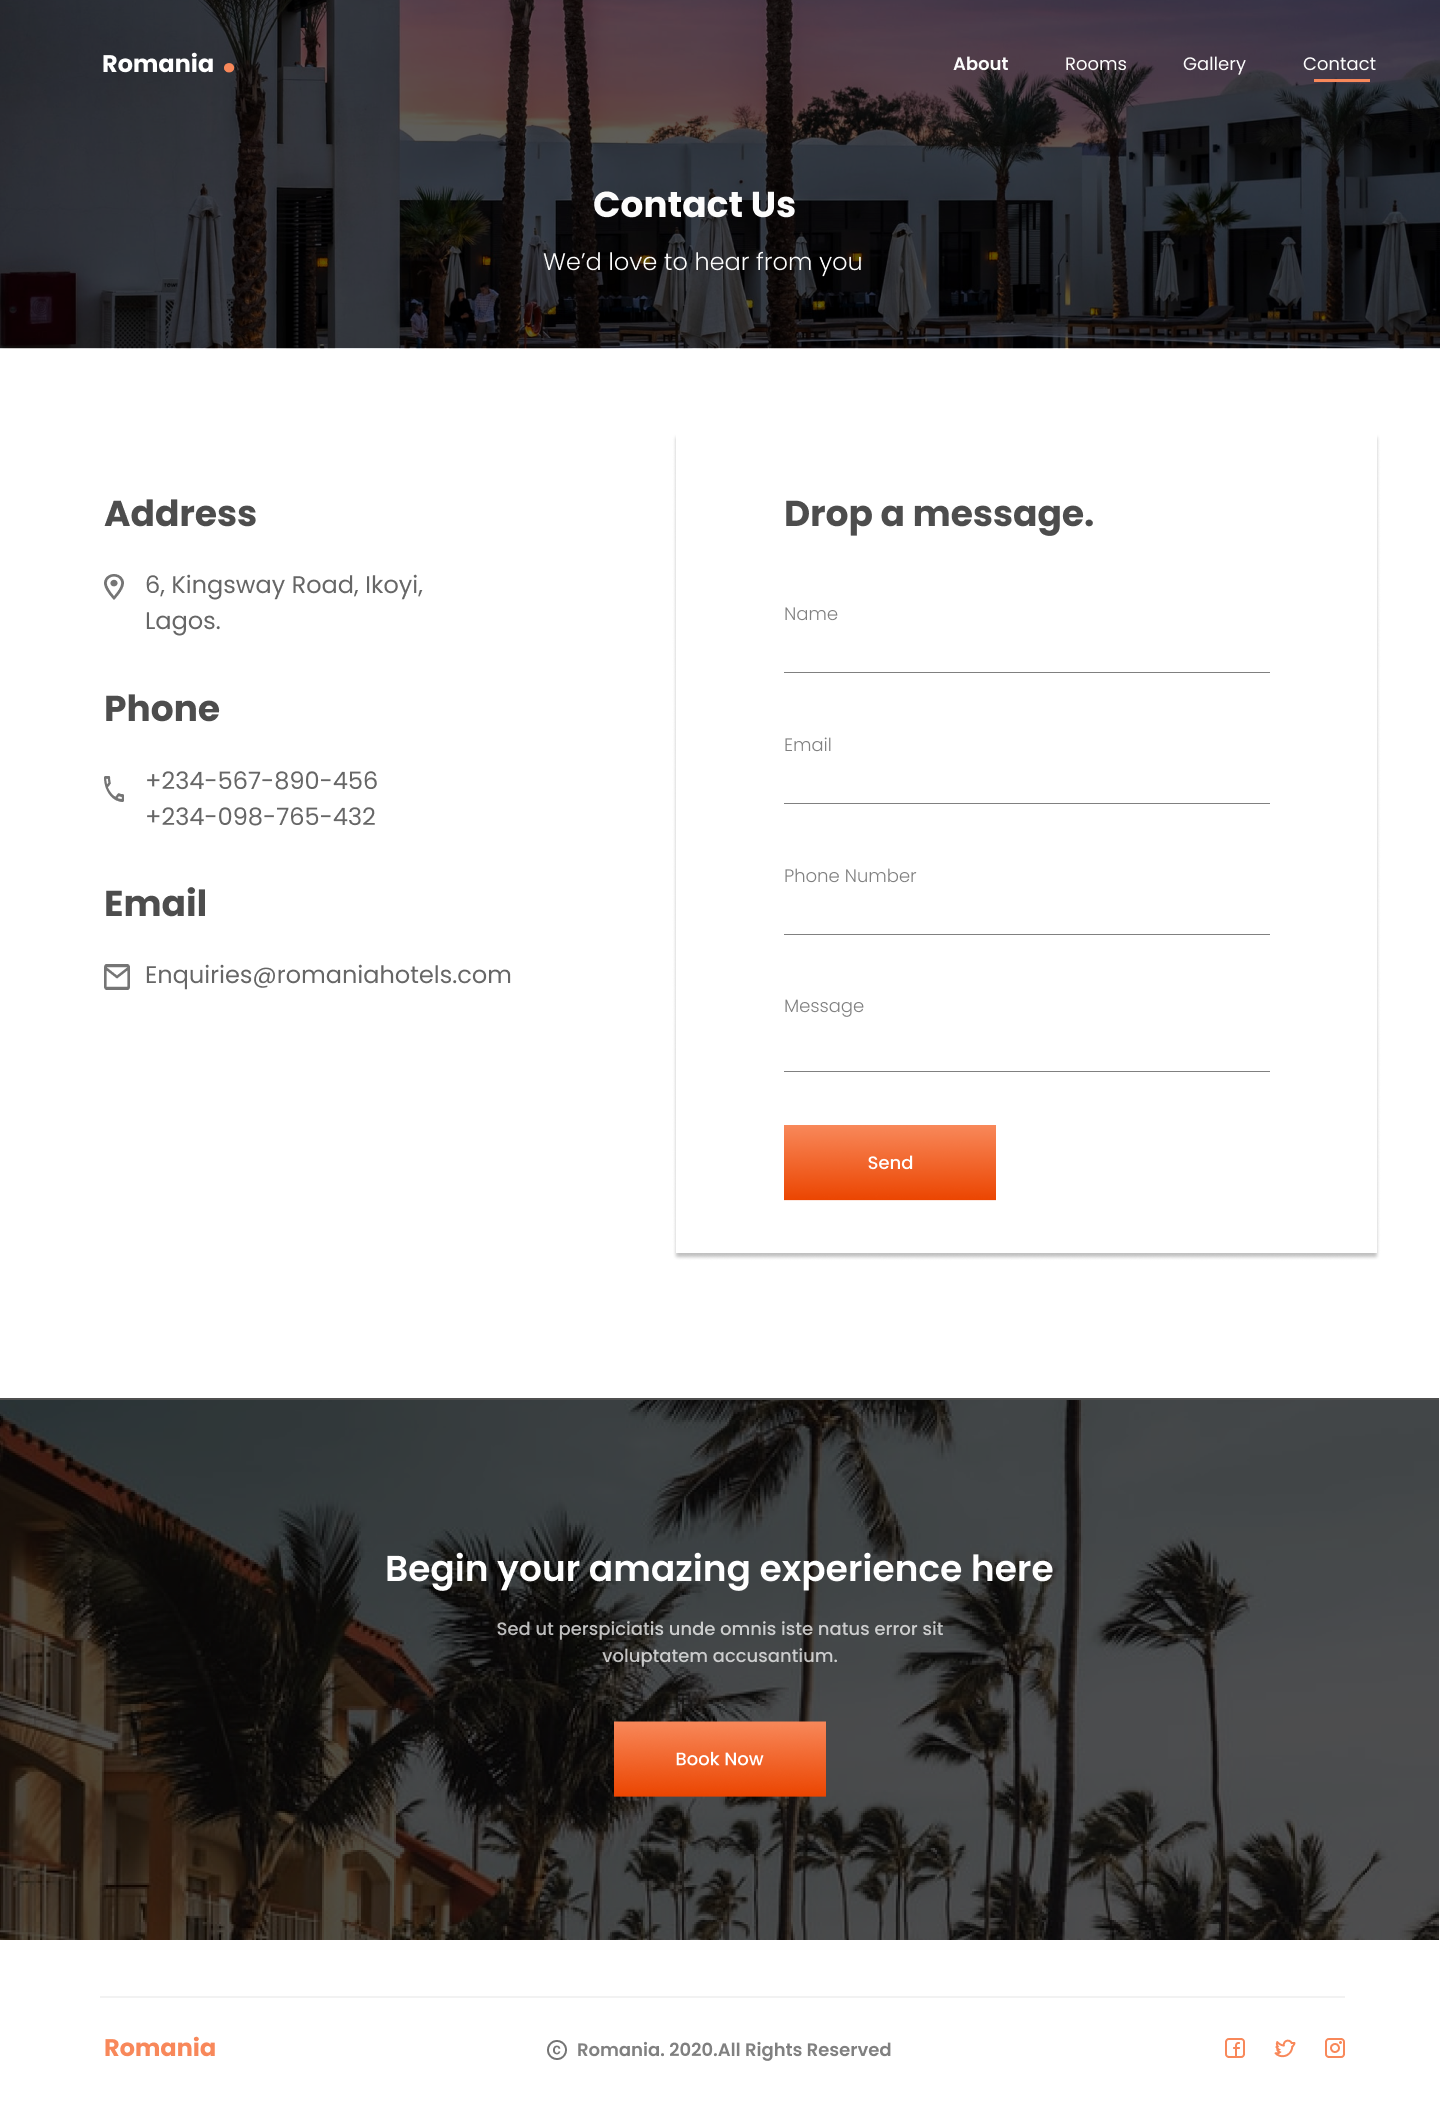 Romania
About Rooms Gallery Contact
Contact Us
We’d love to hear from you
Address
6, Kingsway Road, Ikoyi,
Lagos.
Phone
+234-567-890-456
+234-098-765-432
Email
Enquiries@romaniahotels.com
Drop a message.
Name
Email
Phone Number
Message
Send
Begin your amazing experience here
Sed ut perspiciatis unde omnis iste natus error sit
voluptatem accusantium.
Book Now
Romania
© Romania. 2020.All Rights Reserved